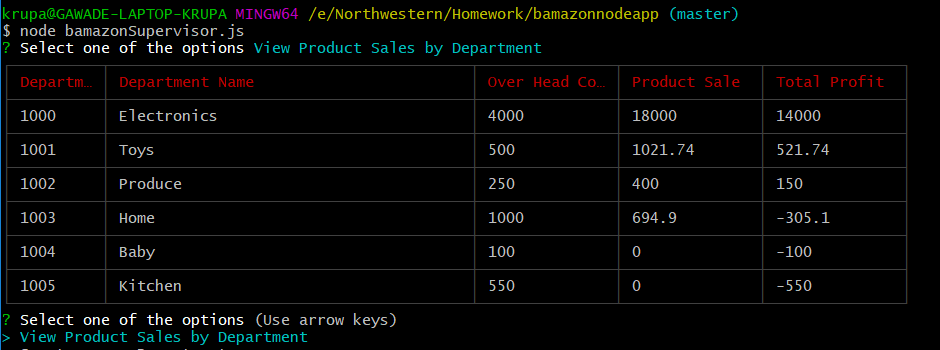 krupa@GAWADE-LAPTOP-KRUPA MINGW64 /e/Northwestern/Homework/bamazonnodeapp (master)
$ node bamazonSupervisor.js
? Select one of the options View Product Sales by Department
Departm… Department Name Over Head Co… Product Sale Total Profit
1000 Electronics 4000 18000 14000
1001 Toys 500 1021.74 521.74
1002 Produce 250 400 150
1003 Home 1000 694.9 -305.1
1004 Baby 100 0 -100
1005 Kitchen 550 0 -550
? Select one of the options (Use arrow keys)
> View Product Sales by Department